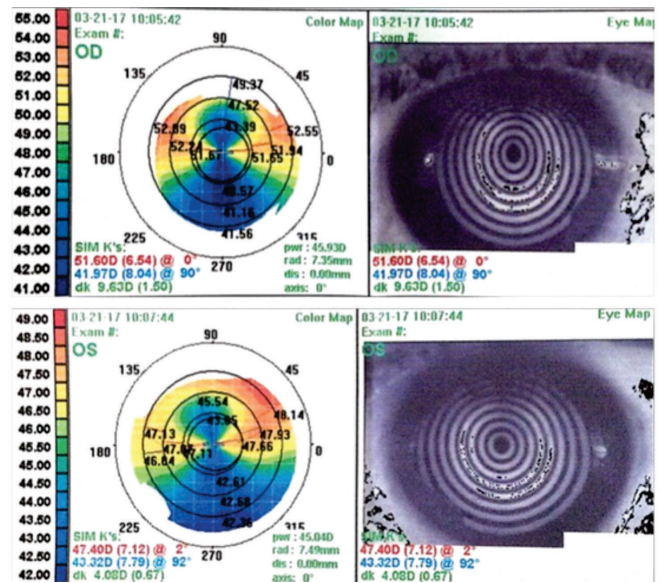 55.00
54.00
53.00
52.00
51.00
50.00
49.00
48.00
47.00
46.00
45.00
44.00
43.00
42.00
41.00
03-21-17 10:05:42 Color Map
Exam #:
OD
90
135
45
180
0
225
315
270
49.37
47.52
43.39
52.89
52.55
52.24
51.94
51.67
51.65
40.57
41.16
41.56
SIM K's:
51.60D (6.54) @ 0°
41.97D (8.04) @ 90°
dk 9.63D (1.50)
pwr : 45.93D
rad : 7.35mm
dis : 0.00mm
axis: 0°
03-21-17 10:05:42 Eye Map
Exam #:
OD
SIM K's:
51.60D (6.54) @ 0°
41.97D (8.04) @ 90°
dk 9.63D (1.50)
49.00
48.50
48.00
47.50
47.00
46.50
46.00
45.50
45.00
44.50
44.00
43.50
43.00
42.50
42.00
03-21-17 10:07:44 Color Map
Exam #:
OS
90
135
45
180
0
225
315
270
45.54
48.14
47.13
47.93
47.66
46.84
42.61
42.58
42.36
SIM K's:
47.40D (7.12) @ 2°
43.32D (7.79) @ 92°
dk 4.08D (0.67)
pwr : 45.04D
rad : 7.49mm
dis : 0.00mm
axis: 0°
03-21-17 10:07:44 Eye Map
Exam #:
OS
SIM K's:
47.40D (7.12) @ 2°
43.32D (7.79) @ 92°
dk 4.08D (0.67)